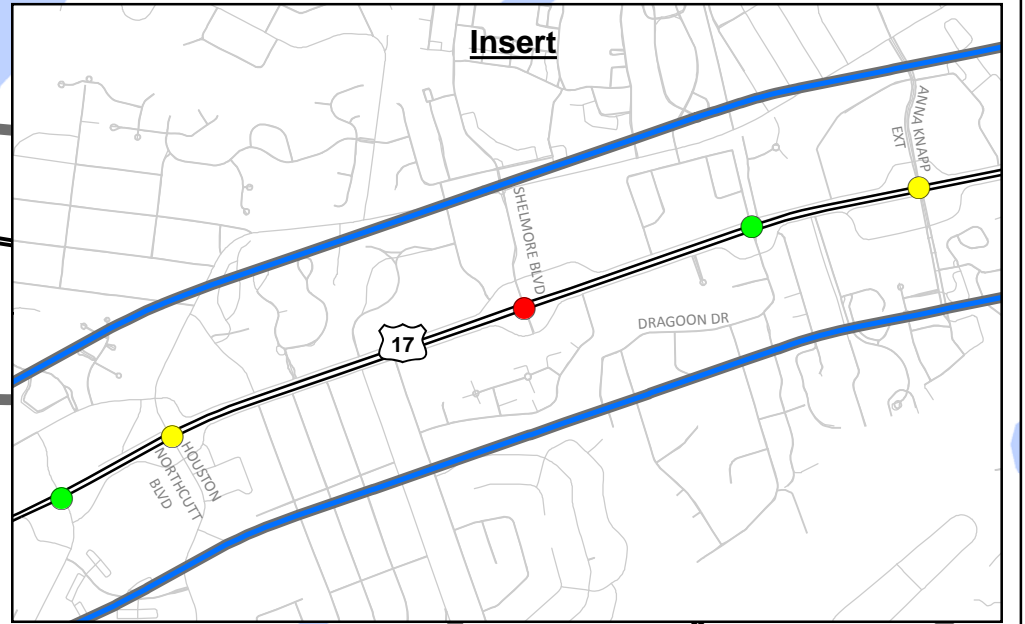 Insert
ANNA KNAPP
EXT
SHELMORE BLVD
DRAGOON DR
17
HOUSTON
NORTHCUTT
BLVD